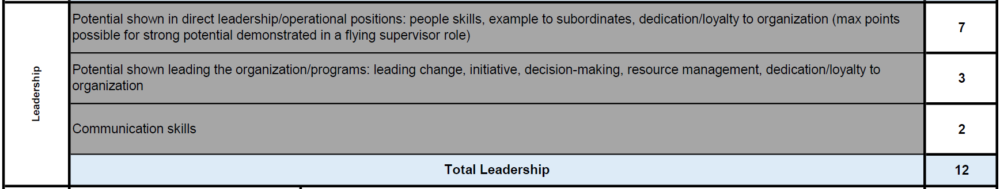 Leadership
Potential shown in direct leadership/operational positions: people skills, example to subordinates, dedication/loyalty to organization (max points
possible for strong potential demonstrated in a flying supervisor role)
7
Potential shown leading the organization/programs: leading change, initiative, decision-making, resource management, dedication/loyalty to
organization
3
Communication skills
2
Total Leadership
12